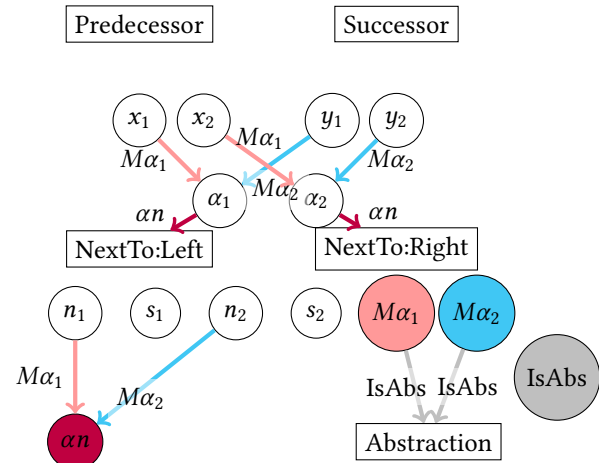 Predecessor Successor
x₁ x₂ y₁ y₂
Mα₁ Mα₁ Mα₂ Mα₂
α₁ α₂
αn αn
NextTo:Left NextTo:Right
n₁ s₁ n₂ s₂ Mα₁ Mα₂
Mα₁ Mα₂ IsAbs IsAbs IsAbs
αn Abstraction